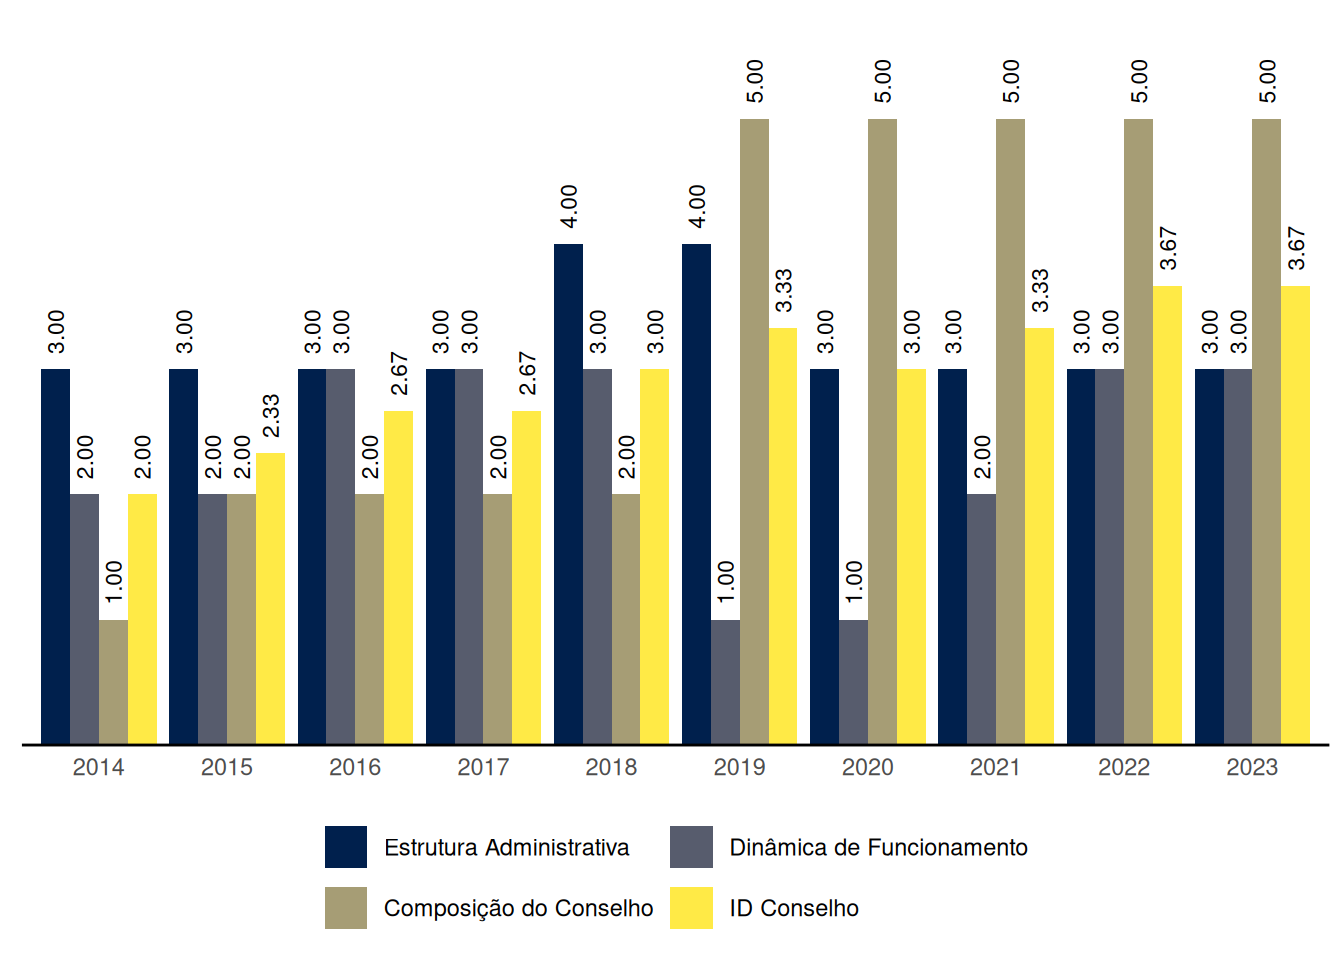 5.00 5.00 5.00 5.00 5.00
4.00 4.00
3.67 3.67
3.33 3.33
3.00 3.00 3.00 3.00 3.00 3.00 3.00 3.00 3.00 3.00 3.00 3.00 3.00 3.00 3.00
2.67 2.67
2.33
2.00 2.00 2.00 2.00 2.00 2.00 2.00 2.00
1.00 1.00 1.00
2014 2015 2016 2017 2018 2019 2020 2021 2022 2023
Estrutura Administrativa Dinâmica de Funcionamento
Composição do Conselho ID Conselho